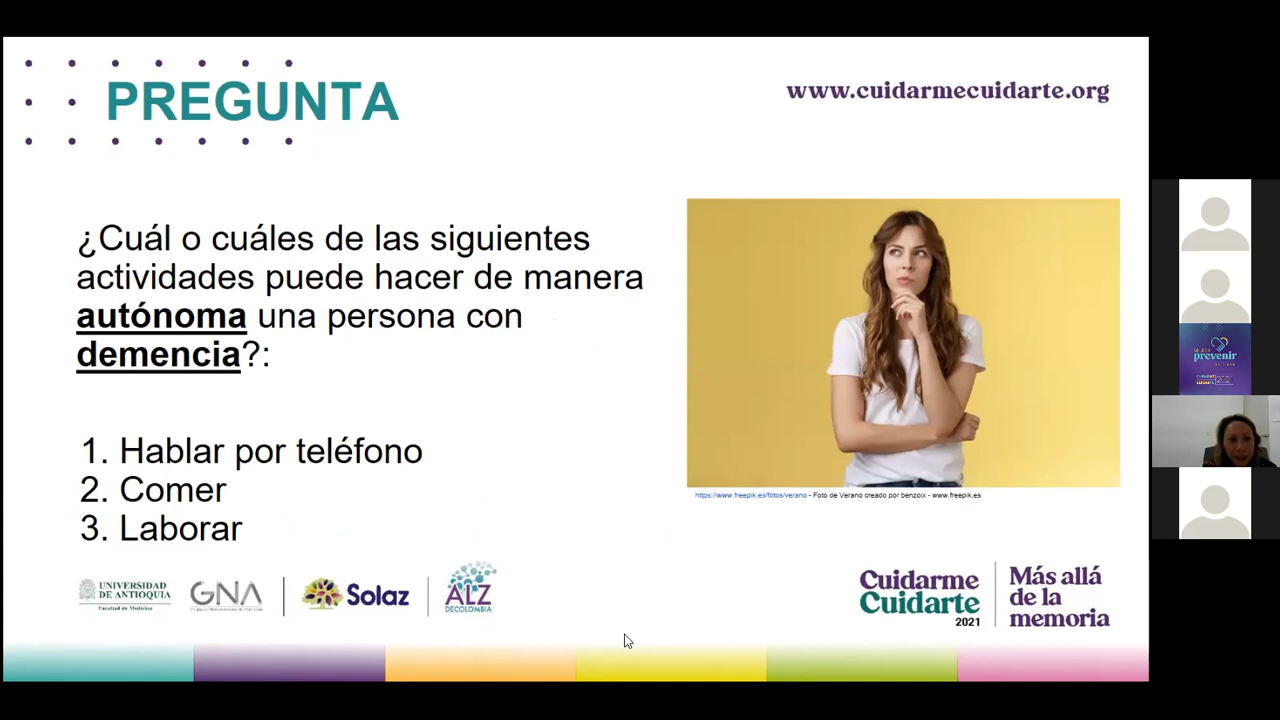 PREGUNTA
www.cuidarmecuidarte.org
¿Cuál o cuáles de las siguientes
actividades puede hacer de manera
autónoma una persona con
demencia?:
1. Hablar por teléfono
2. Comer
3. Laborar
https://www.freepik.es/fotos/verano - Foto de Verano creado por benzoix - www.freepik.es
UNIVERSIDAD
DE ANTIOQUIA
Facultad de Medicina
GNA
Solaz
ALZ
DECOLOMBIA
Cuidarme
Cuidarte
2021
Más allá
de la
memoria
prevenir